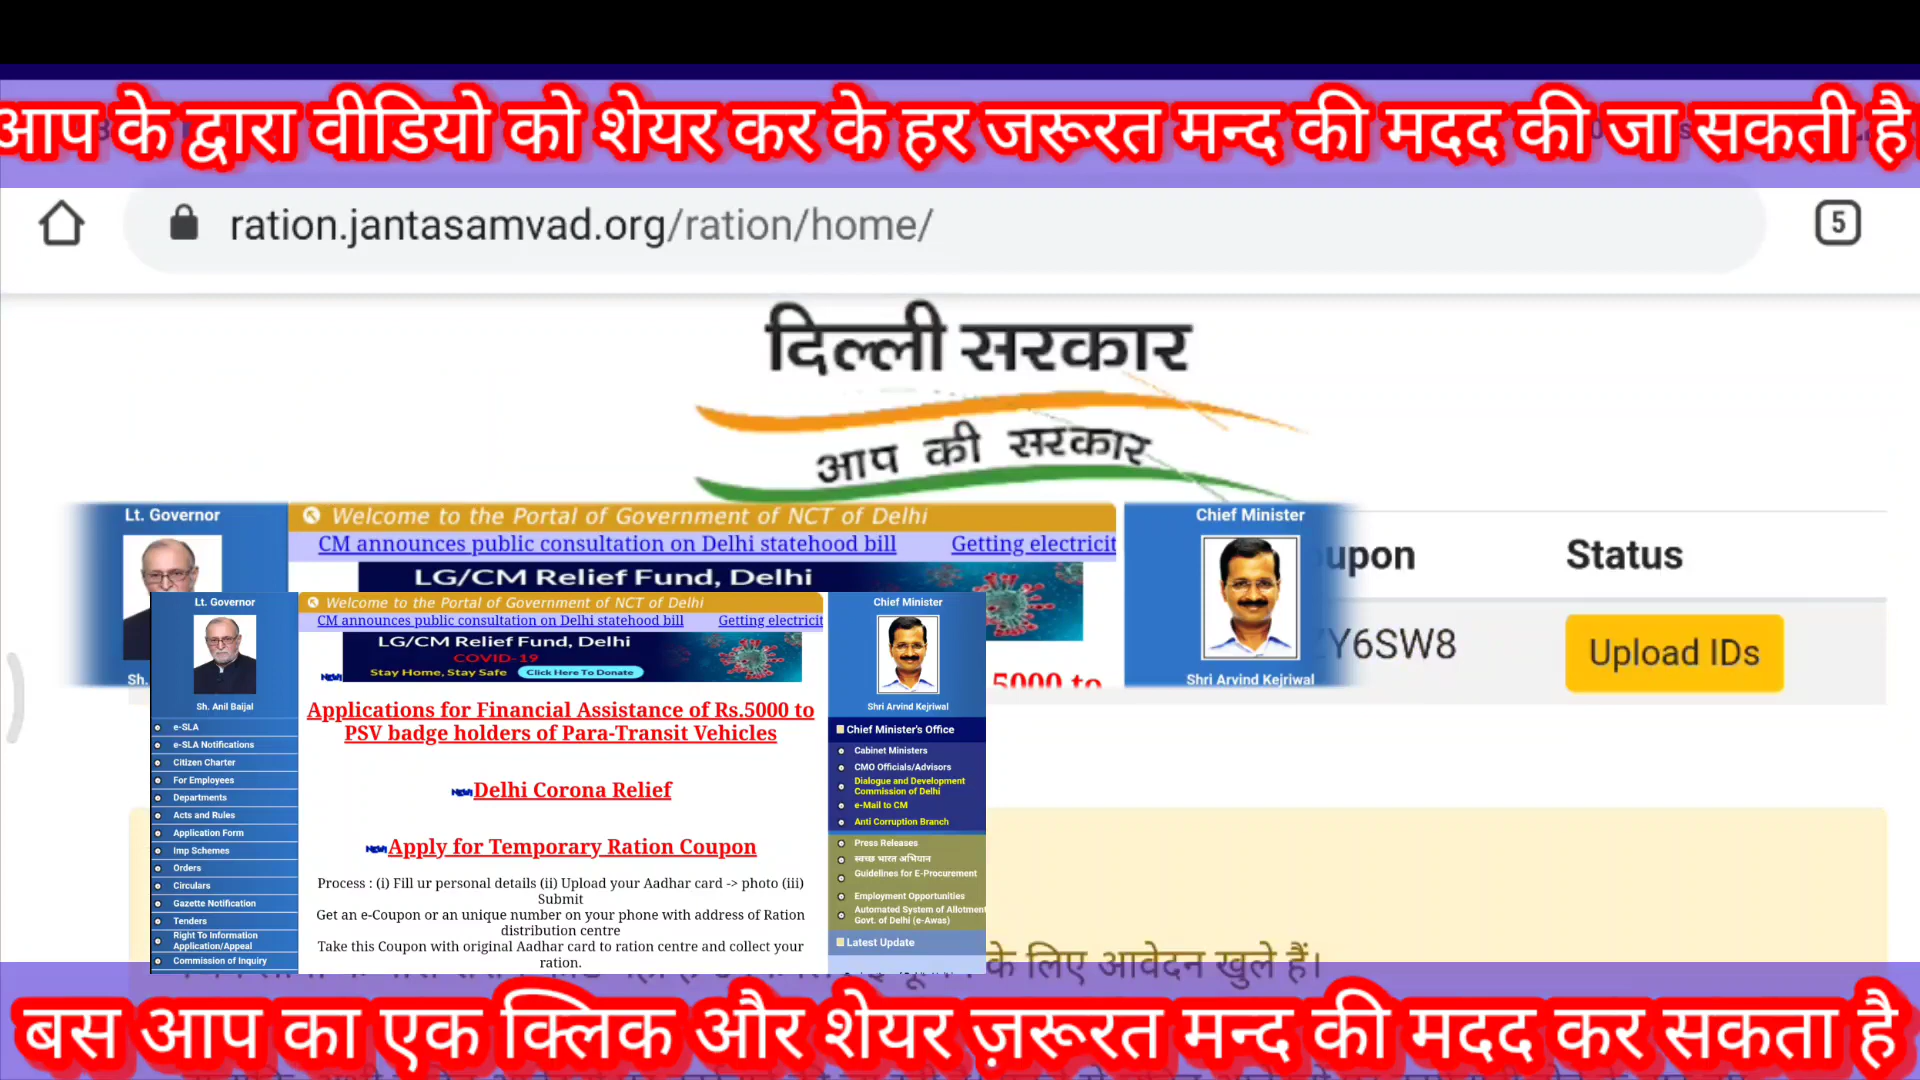 आप के द्वारा वीडियो को शेयर कर के हर जरूरत मन्द की मदद की जा सकती है
ration.jantasamvad.org/ration/home/
5
दिल्ली सरकार
आप की सरकार
Lt. Governor
Welcome to the Portal of Government of NCT of Delhi
Chief Minister
CM announces public consultation on Delhi statehood bill Getting electricit
LG/CM Relief Fund, Delhi
oupon Status
Y6SW8 Upload IDs
5000 to
Sh.
Shri Arvind Kejriwal
Lt. Governor
Sh. Anil Baijal
e-SLA
e-SLA Notifications
Citizen Charter
For Employees
Departments
Acts and Rules
Application Form
Imp Schemes
Orders
Circulars
Gazette Notification
Tenders
Right To Information
Application/Appeal
Commission of Inquiry
Welcome to the Portal of Government of NCT of Delhi
CM announces public consultation on Delhi statehood bill Getting electricit
LG/CM Relief Fund, Delhi
COVID-19
Stay Home, Stay Safe Click Here To Donate
NEW!
Applications for Financial Assistance of Rs.5000 to
PSV badge holders of Para-Transit Vehicles
NEW! Delhi Corona Relief
NEW! Apply for Temporary Ration Coupon
Process : (i) Fill ur personal details (ii) Upload your Aadhar card -> photo (iii)
Submit
Get an e-Coupon or an unique number on your phone with address of Ration
distribution centre
Take this Coupon with original Aadhar card to ration centre and collect your
ration.
Chief Minister
Shri Arvind Kejriwal
Chief Minister's Office
Cabinet Ministers
CMO Officials/Advisors
Dialogue and Development
Commission of Delhi
e-Mail to CM
Anti Corruption Branch
Press Releases
स्वच्छ भारत अभियान
Guidelines for E-Procurement
Employment Opportunities
Automated System of Allotment
Govt. of Delhi (e-Awas)
Latest Update
के लिए आवेदन खुले हैं।
बस आप का एक क्लिक और शेयर ज़रूरत मन्द की मदद कर सकता है